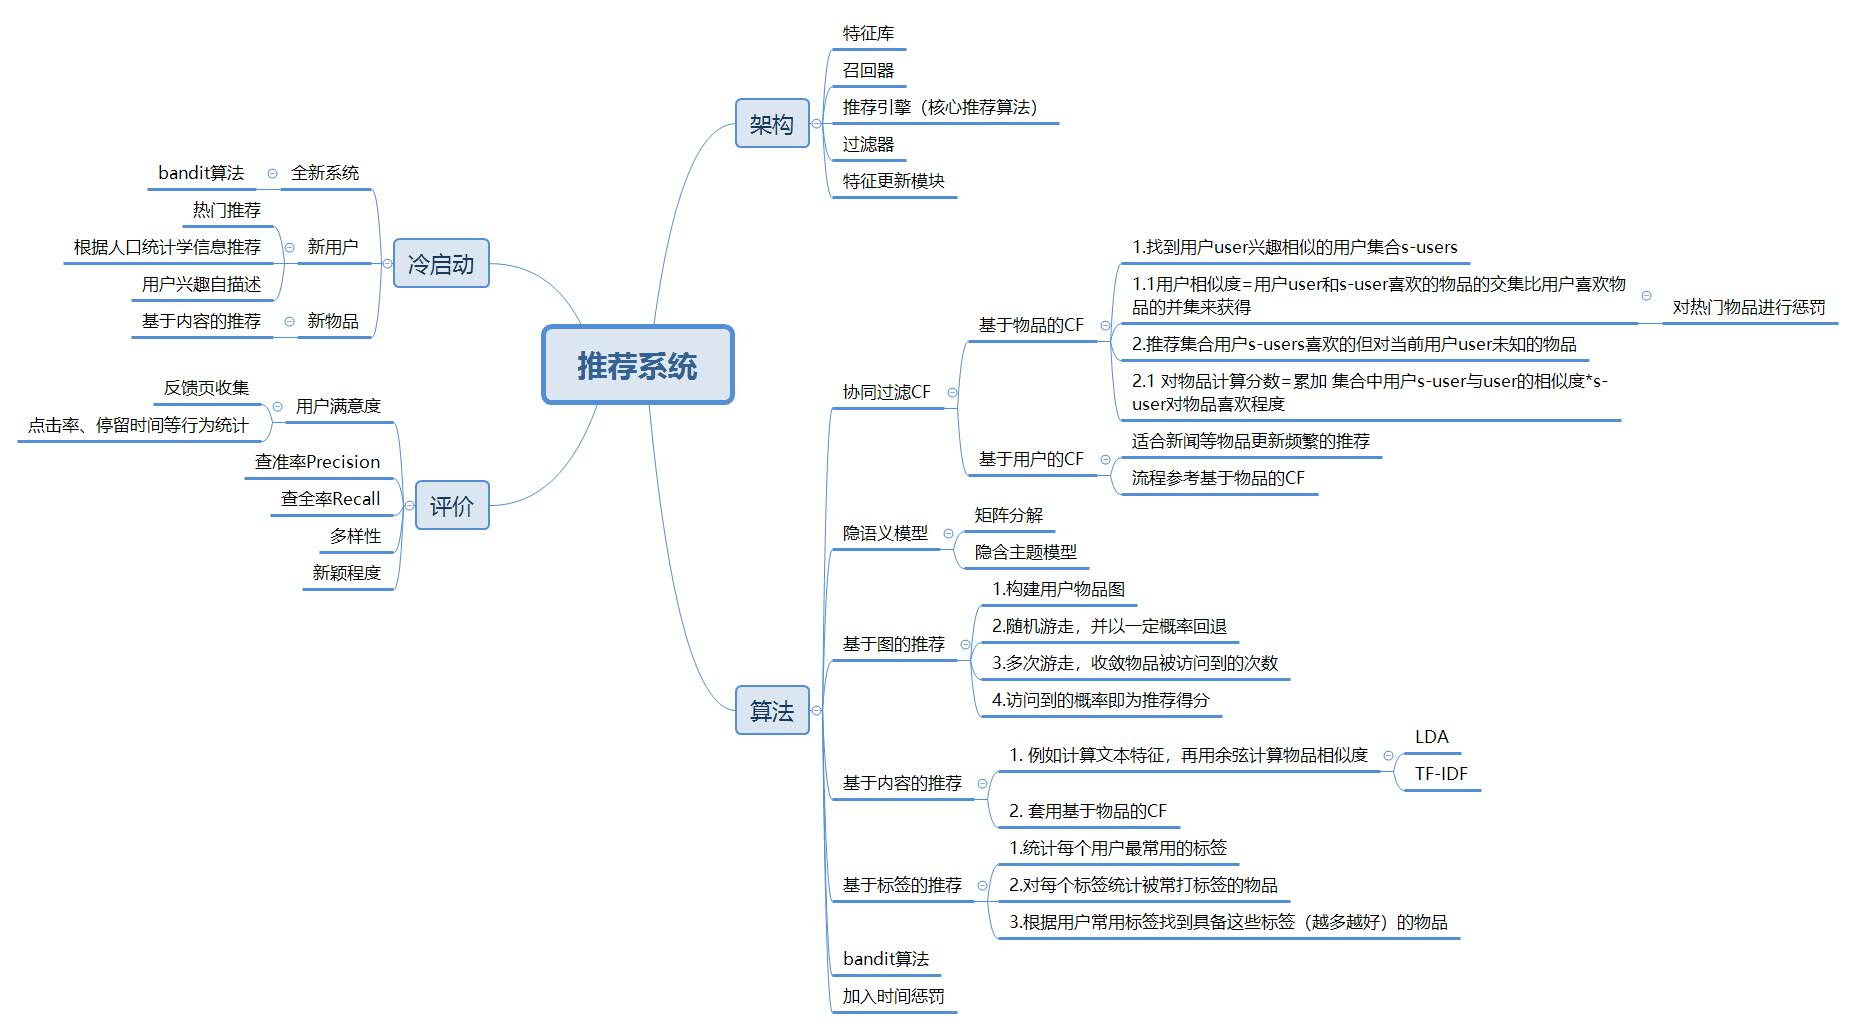 推荐系统
架构
特征库
召回器
推荐引擎（核心推荐算法）
过滤器
特征更新模块
冷启动
全新系统
bandit算法
新用户
热门推荐
根据人口统计学信息推荐
用户兴趣自描述
新物品
基于内容的推荐
评价
用户满意度
反馈页收集
点击率、停留时间等行为统计
查准率Precision
查全率Recall
多样性
新颖程度
算法
协同过滤CF
基于物品的CF
1.找到用户user兴趣相似的用户集合s-users
1.1用户相似度=用户user和s-user喜欢的物品的交集比用户喜欢物
品的并集来获得
对热门物品进行惩罚
2.推荐集合用户s-users喜欢的但对当前用户user未知的物品
2.1 对物品计算分数=累加 集合中用户s-user与user的相似度*s-
user对物品喜欢程度
基于用户的CF
适合新闻等物品更新频繁的推荐
流程参考基于物品的CF
隐语义模型
矩阵分解
隐含主题模型
基于图的推荐
1.构建用户物品图
2.随机游走，并以一定概率回退
3.多次游走，收敛物品被访问到的次数
4.访问到的概率即为推荐得分
基于内容的推荐
1. 例如计算文本特征，再用余弦计算物品相似度
LDA
TF-IDF
2. 套用基于物品的CF
基于标签的推荐
1.统计每个用户最常用的标签
2.对每个标签统计被常打标签的物品
3.根据用户常用标签找到具备这些标签（越多越好）的物品
bandit算法
加入时间惩罚